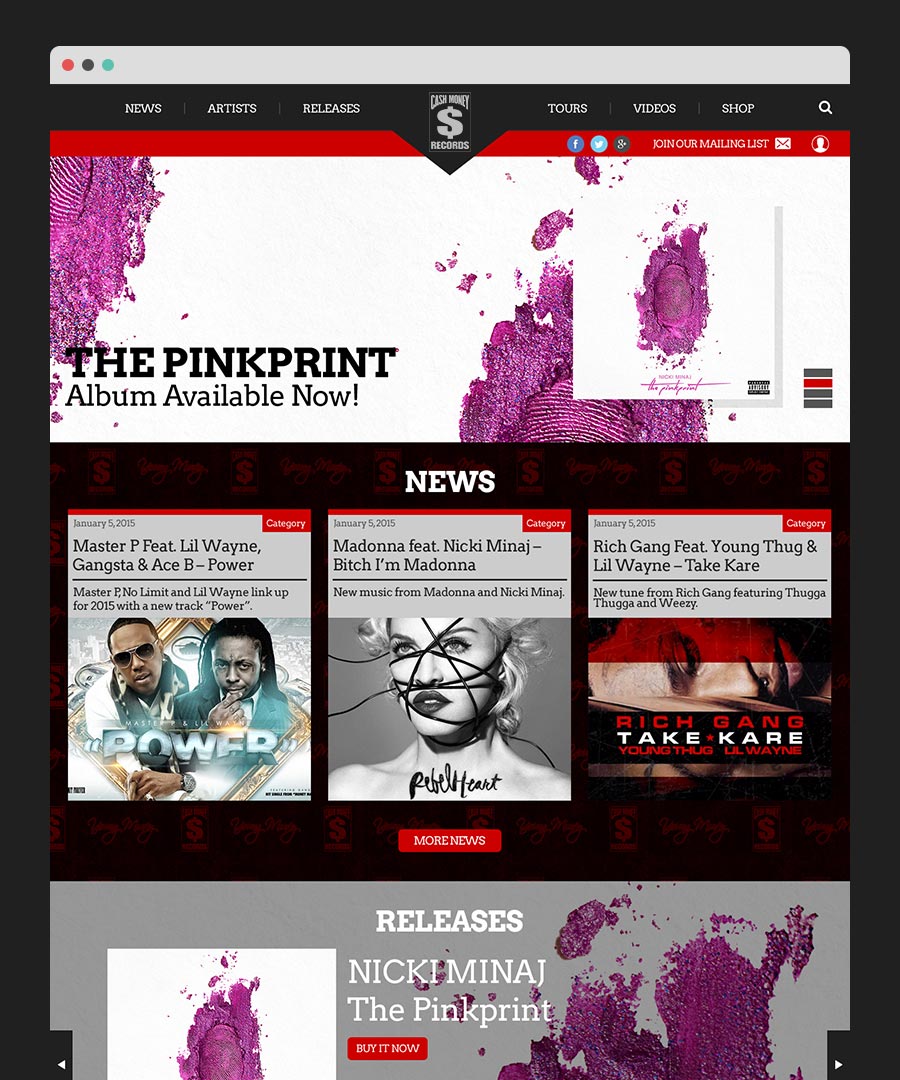 NEWS
ARTISTS
RELEASES
CASH MONEY
$
RECORDS
TOURS
VIDEOS
SHOP
f
g+
JOIN OUR MAILING LIST
THE PINKPRINT
Album Available Now!
NICKI MINAJ
the pinkprint
PARENTAL
ADVISORY
EXPLICIT CONTENT
NEWS
January 5, 2015
Category
Master P Feat. Lil Wayne,
Gangsta & Ace B – Power
Master P, No Limit and Lil Wayne link up
for 2015 with a new track “Power”.
MASTER P & LIL WAYNE
“POWER”
January 5, 2015
Category
Madonna feat. Nicki Minaj –
Bitch I’m Madonna
New music from Madonna and Nicki Minaj.
Rebel Heart
January 5, 2015
Category
Rich Gang Feat. Young Thug &
Lil Wayne – Take Kare
New tune from Rich Gang featuring Thugga
Thugga and Weezy.
RICH GANG
TAKE★KARE
YOUNG THUG LIL WAYNE
MORE NEWS
RELEASES
NICKI MINAJ
The Pinkprint
BUY IT NOW